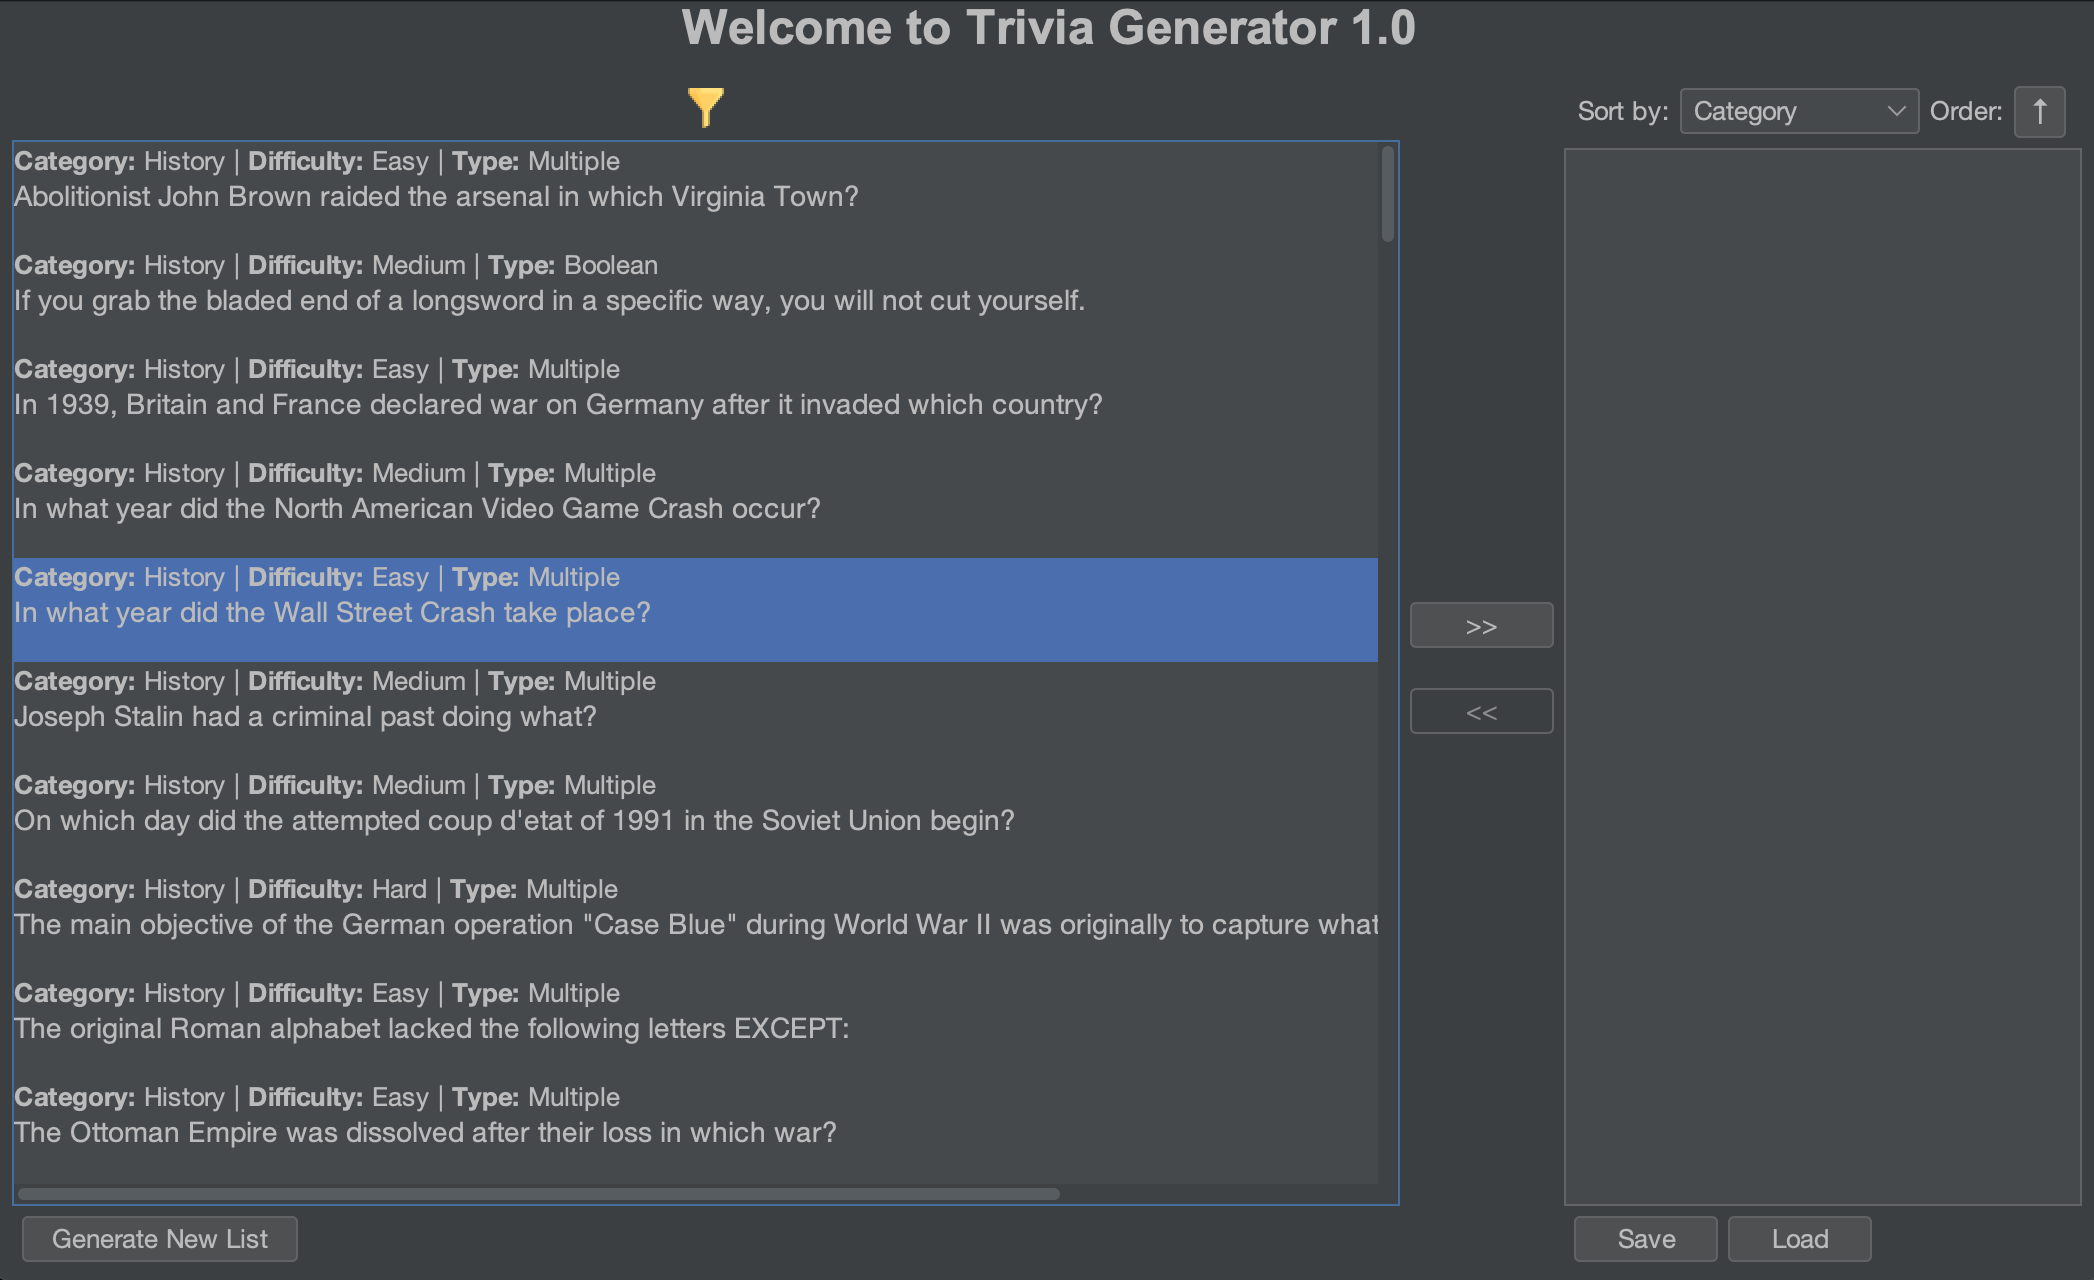 Welcome to Trivia Generator 1.0
Sort by: Category Order: ↑
Category: History | Difficulty: Easy | Type: Multiple
Abolitionist John Brown raided the arsenal in which Virginia Town?
Category: History | Difficulty: Medium | Type: Boolean
If you grab the bladed end of a longsword in a specific way, you will not cut yourself.
Category: History | Difficulty: Easy | Type: Multiple
In 1939, Britain and France declared war on Germany after it invaded which country?
Category: History | Difficulty: Medium | Type: Multiple
In what year did the North American Video Game Crash occur?
Category: History | Difficulty: Easy | Type: Multiple
In what year did the Wall Street Crash take place?
Category: History | Difficulty: Medium | Type: Multiple
Joseph Stalin had a criminal past doing what?
Category: History | Difficulty: Medium | Type: Multiple
On which day did the attempted coup d'etat of 1991 in the Soviet Union begin?
Category: History | Difficulty: Hard | Type: Multiple
The main objective of the German operation "Case Blue" during World War II was originally to capture what
Category: History | Difficulty: Easy | Type: Multiple
The original Roman alphabet lacked the following letters EXCEPT:
Category: History | Difficulty: Easy | Type: Multiple
The Ottoman Empire was dissolved after their loss in which war?
>>
<<
Generate New List
Save
Load